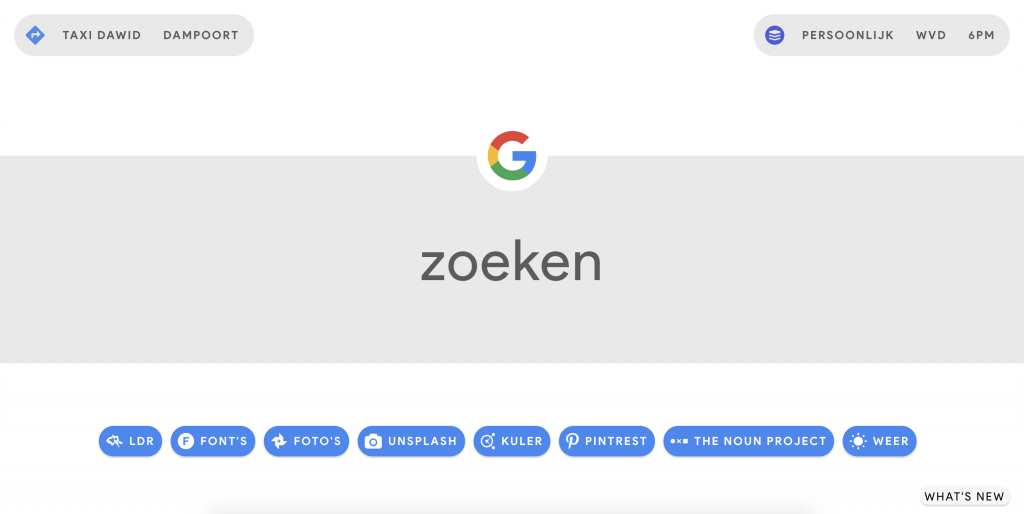 TAXI DAWID DAMPOORT
PERSOONLIJK WVD 6PM
zoeken
LDR FONT'S FOTO'S UNSPLASH KULER PINTREST THE NOUN PROJECT WEER
WHAT'S NEW